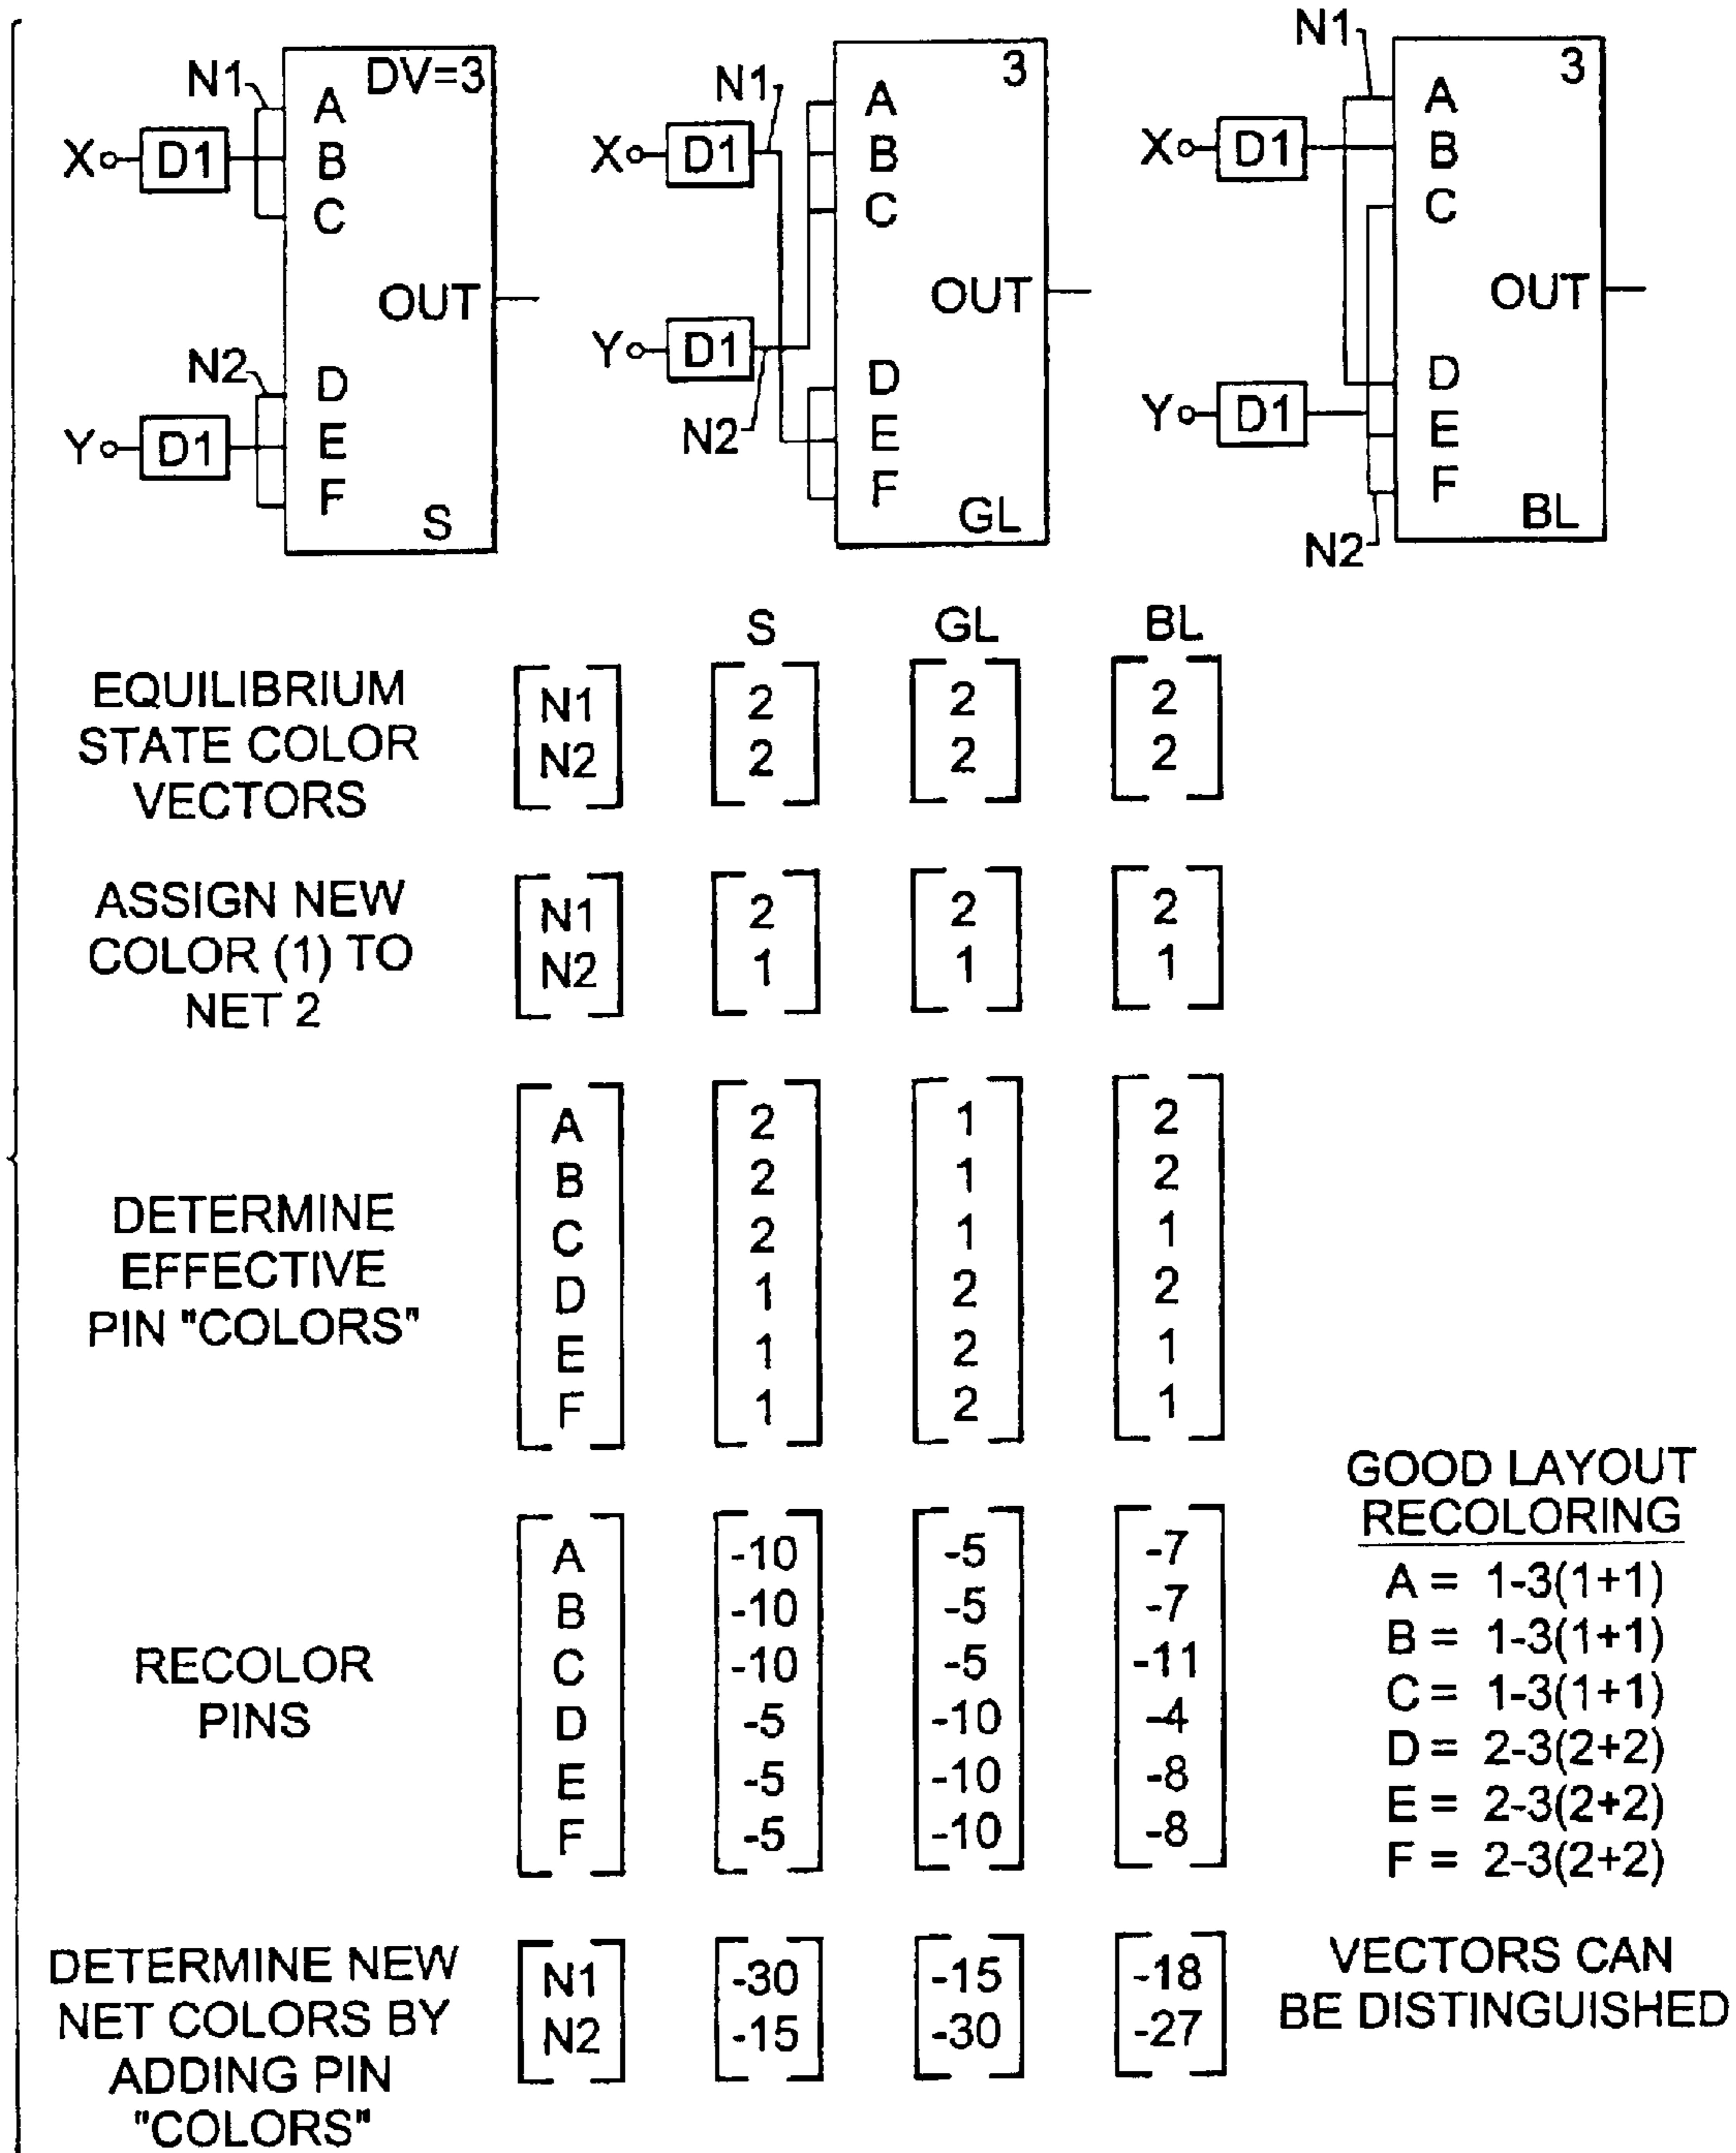 N1 DV=3
X D1 A B C
OUT
N2
Y D1 D E F
S
N1 3
X D1 A B C
OUT
Y D1 D E F
N2
GL
N1 3
X D1 A B C
OUT
Y D1 D E F
N2
BL
S GL BL
EQUILIBRIUM
STATE COLOR
VECTORS
N1 2 2 2
N2 2 2 2
ASSIGN NEW
COLOR (1) TO
NET 2
N1 2 2 2
N2 1 1 1
DETERMINE
EFFECTIVE
PIN "COLORS"
A 2 1 2
B 2 1 2
C 2 1 1
D 1 2 2
E 1 2 1
F 1 2 1
RECOLOR
PINS
A -10 -5 -7
B -10 -5 -7
C -10 -5 -11
D -5 -10 -4
E -5 -10 -8
F -5 -10 -8
GOOD LAYOUT
RECOLORING
A = 1-3(1+1)
B = 1-3(1+1)
C = 1-3(1+1)
D = 2-3(2+2)
E = 2-3(2+2)
F = 2-3(2+2)
DETERMINE NEW
NET COLORS BY
ADDING PIN
"COLORS"
N1 -30 -15 -18
N2 -15 -30 -27
VECTORS CAN
BE DISTINGUISHED